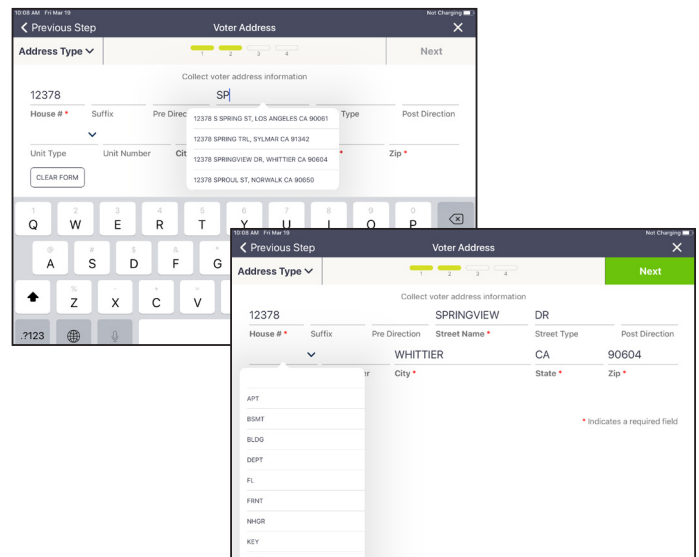 10:08 AM Fri Mar 19 Not Charging
Previous Step Voter Address
Address Type 1 2 3 4 Next
Collect voter address information
12378 SP
House # * Suffix Pre Direc Type Post Direction
12378 S SPRING ST, LOS ANGELES CA 90061
12378 SPRING TRL, SYLMAR CA 91342
12378 SPRINGVIEW DR, WHITTIER CA 90604
12378 SPROUL ST, NORWALK CA 90650
Unit Type Unit Number Cit * Zip *
CLEAR FORM
1 2 3 4 5 6 7 8 9 0
Q W E R T Y U I O P
@ # $ & *
A S D F G
% - + =
Z X C V
.?123
10:08 AM Fri Mar 19 Not Charging
Previous Step Voter Address
Address Type 1 2 3 4 Next
Collect voter address information
12378 SPRINGVIEW DR
House # * Suffix Pre Direction Street Name * Street Type Post Direction
WHITTIER CA 90604
er City * State * Zip *
* Indicates a required field
APT
BSMT
BLDG
DEPT
FL
FRNT
NHGR
KEY